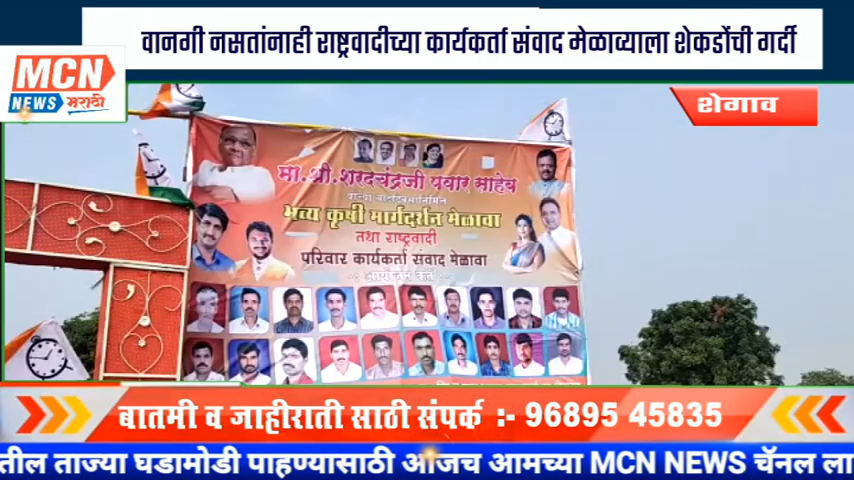 वानगी नसतांनाही राष्ट्रवादीच्या कार्यकर्ता संवाद मेळाव्याला शेकडोंची गर्दी
MCN
NEWS मराठी
शेगाव
मा.श्री.शरदचंद्रजी पवार साहेब
भव्य कृषी मार्गदर्शन मेळावा
तथा राष्ट्रवादी
परिवार कार्यकर्ता संवाद मेळावा
बातमी व जाहीराती साठी संपर्क :- 96895 45835
तील ताज्या घडामोडी पाहण्यासाठी आजच आमच्या MCN NEWS चॅनल ला